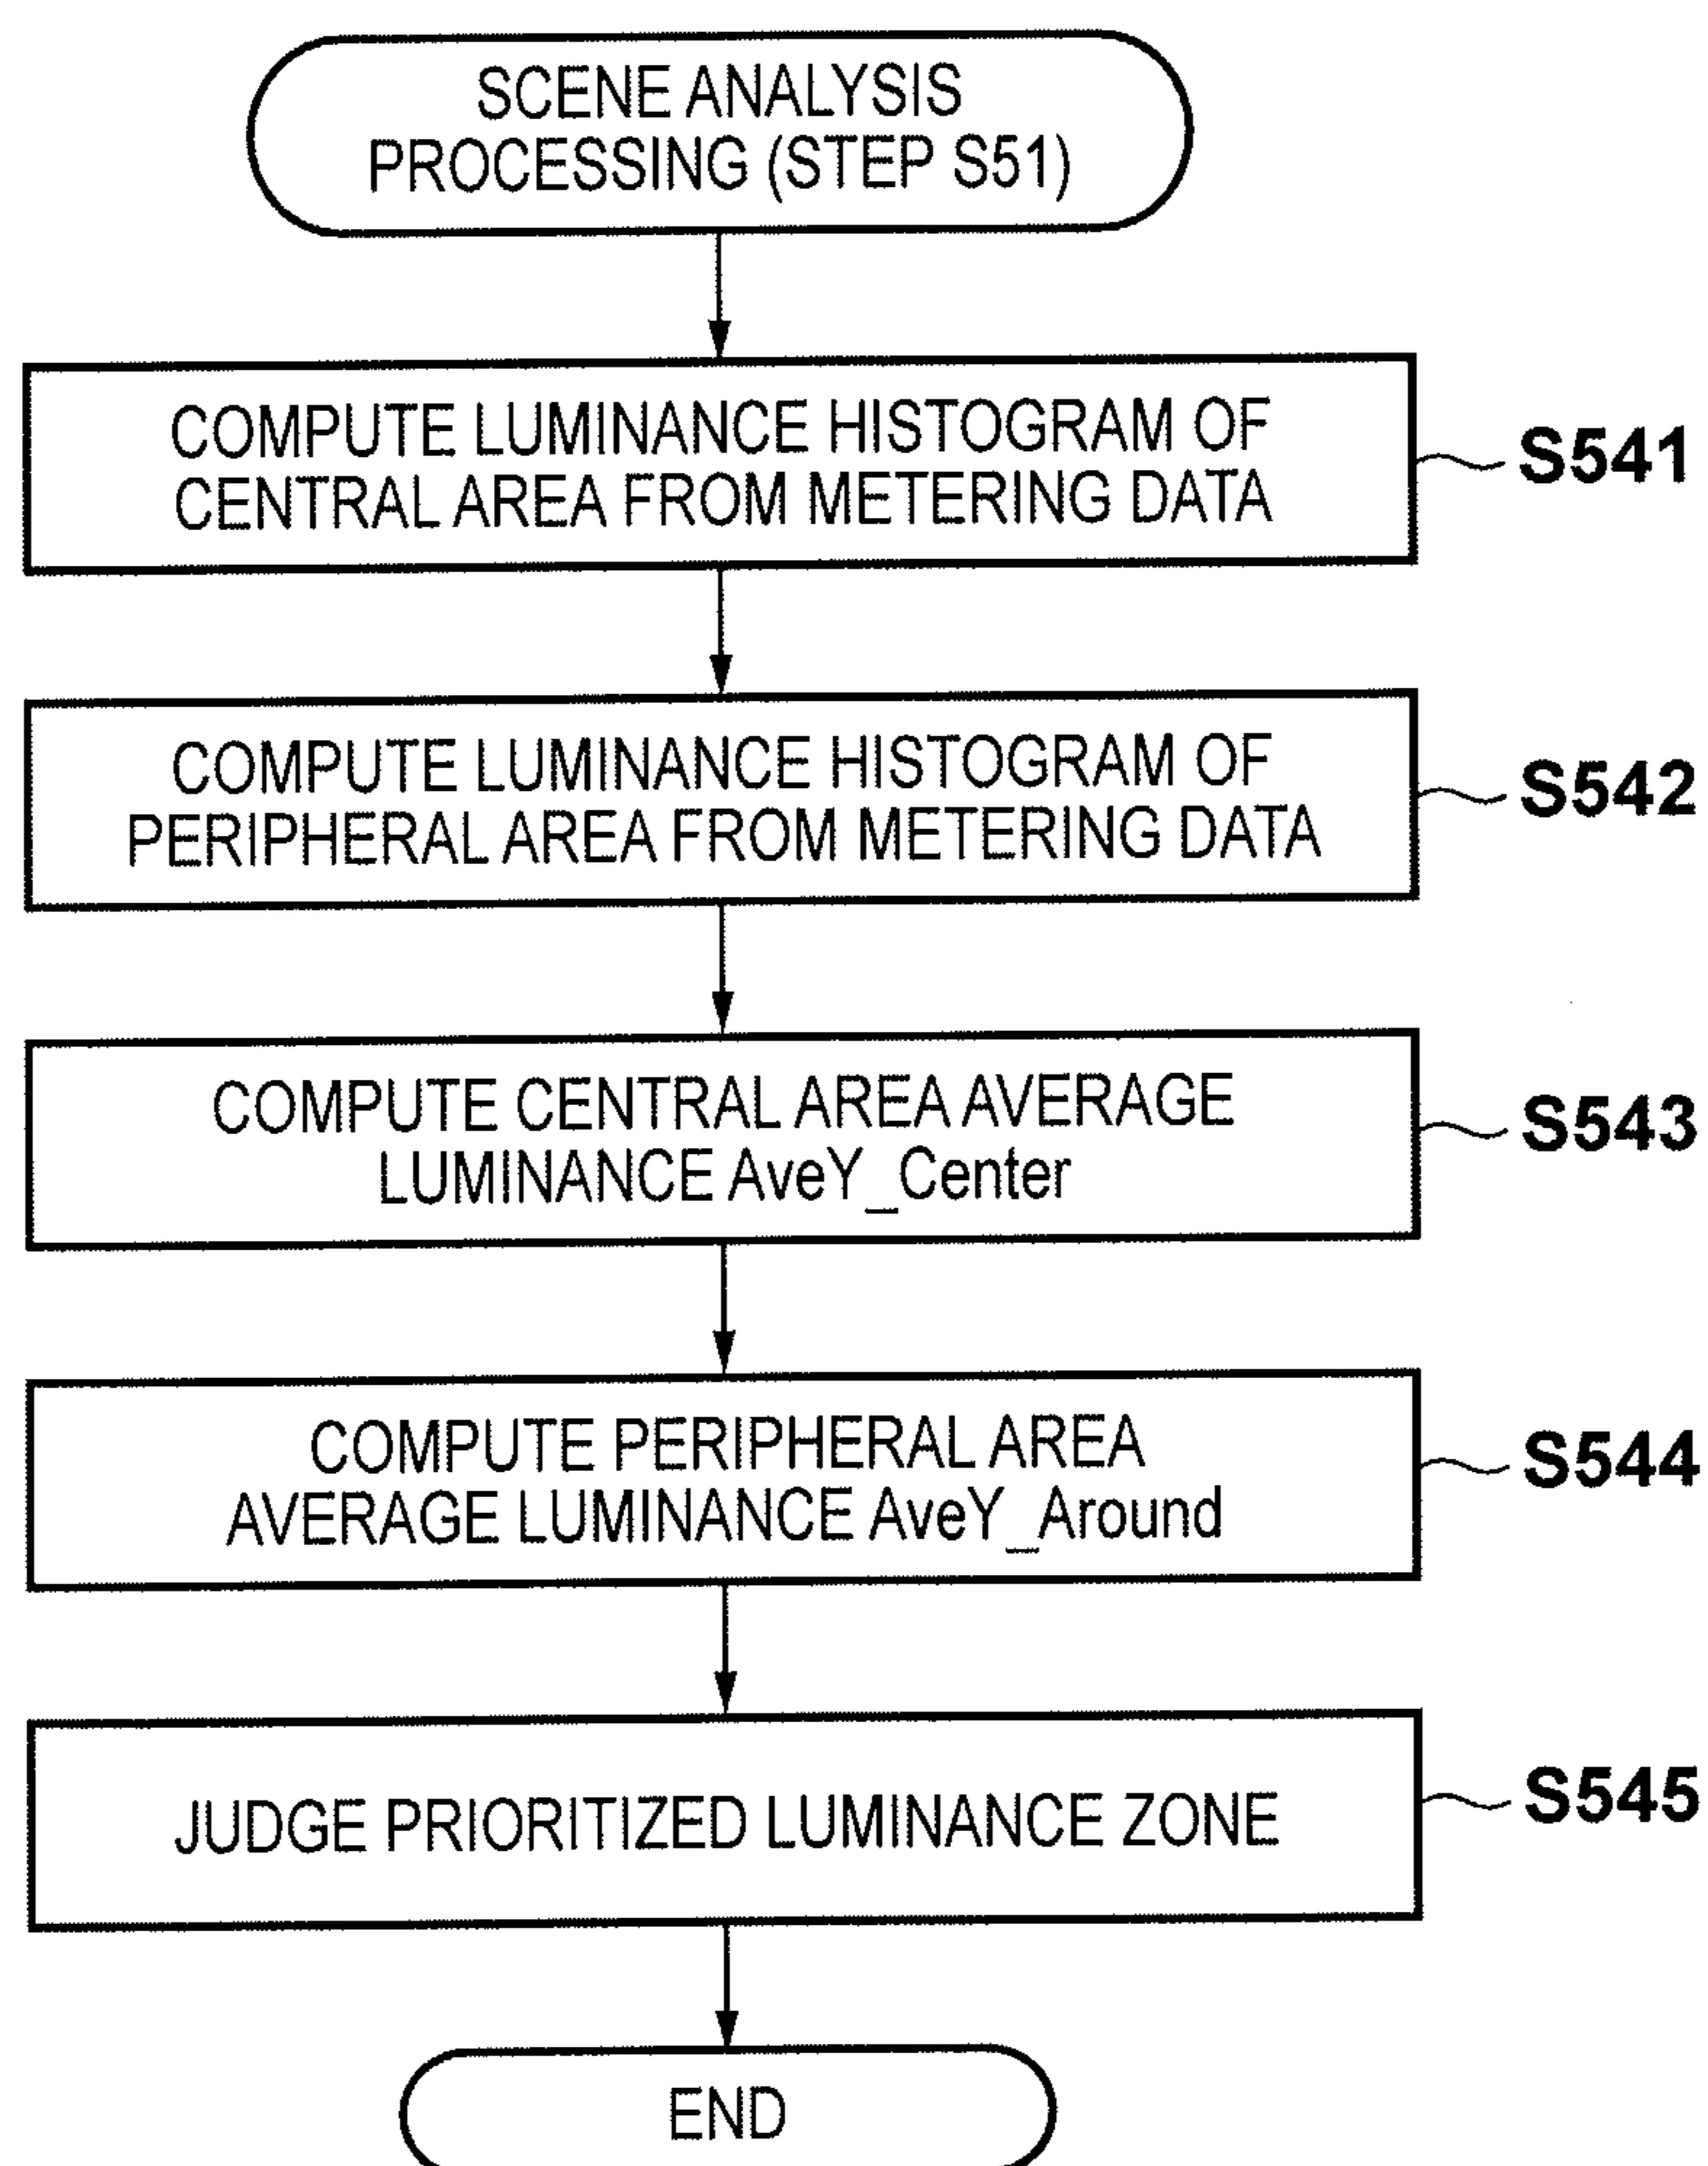 SCENE ANALYSIS
PROCESSING (STEP S51)
COMPUTE LUMINANCE HISTOGRAM OF
CENTRAL AREA FROM METERING DATA
S541
COMPUTE LUMINANCE HISTOGRAM OF
PERIPHERAL AREA FROM METERING DATA
S542
COMPUTE CENTRAL AREA AVERAGE
LUMINANCE AveY_Center
S543
COMPUTE PERIPHERAL AREA
AVERAGE LUMINANCE AveY_Around
S544
JUDGE PRIORITIZED LUMINANCE ZONE
S545
END